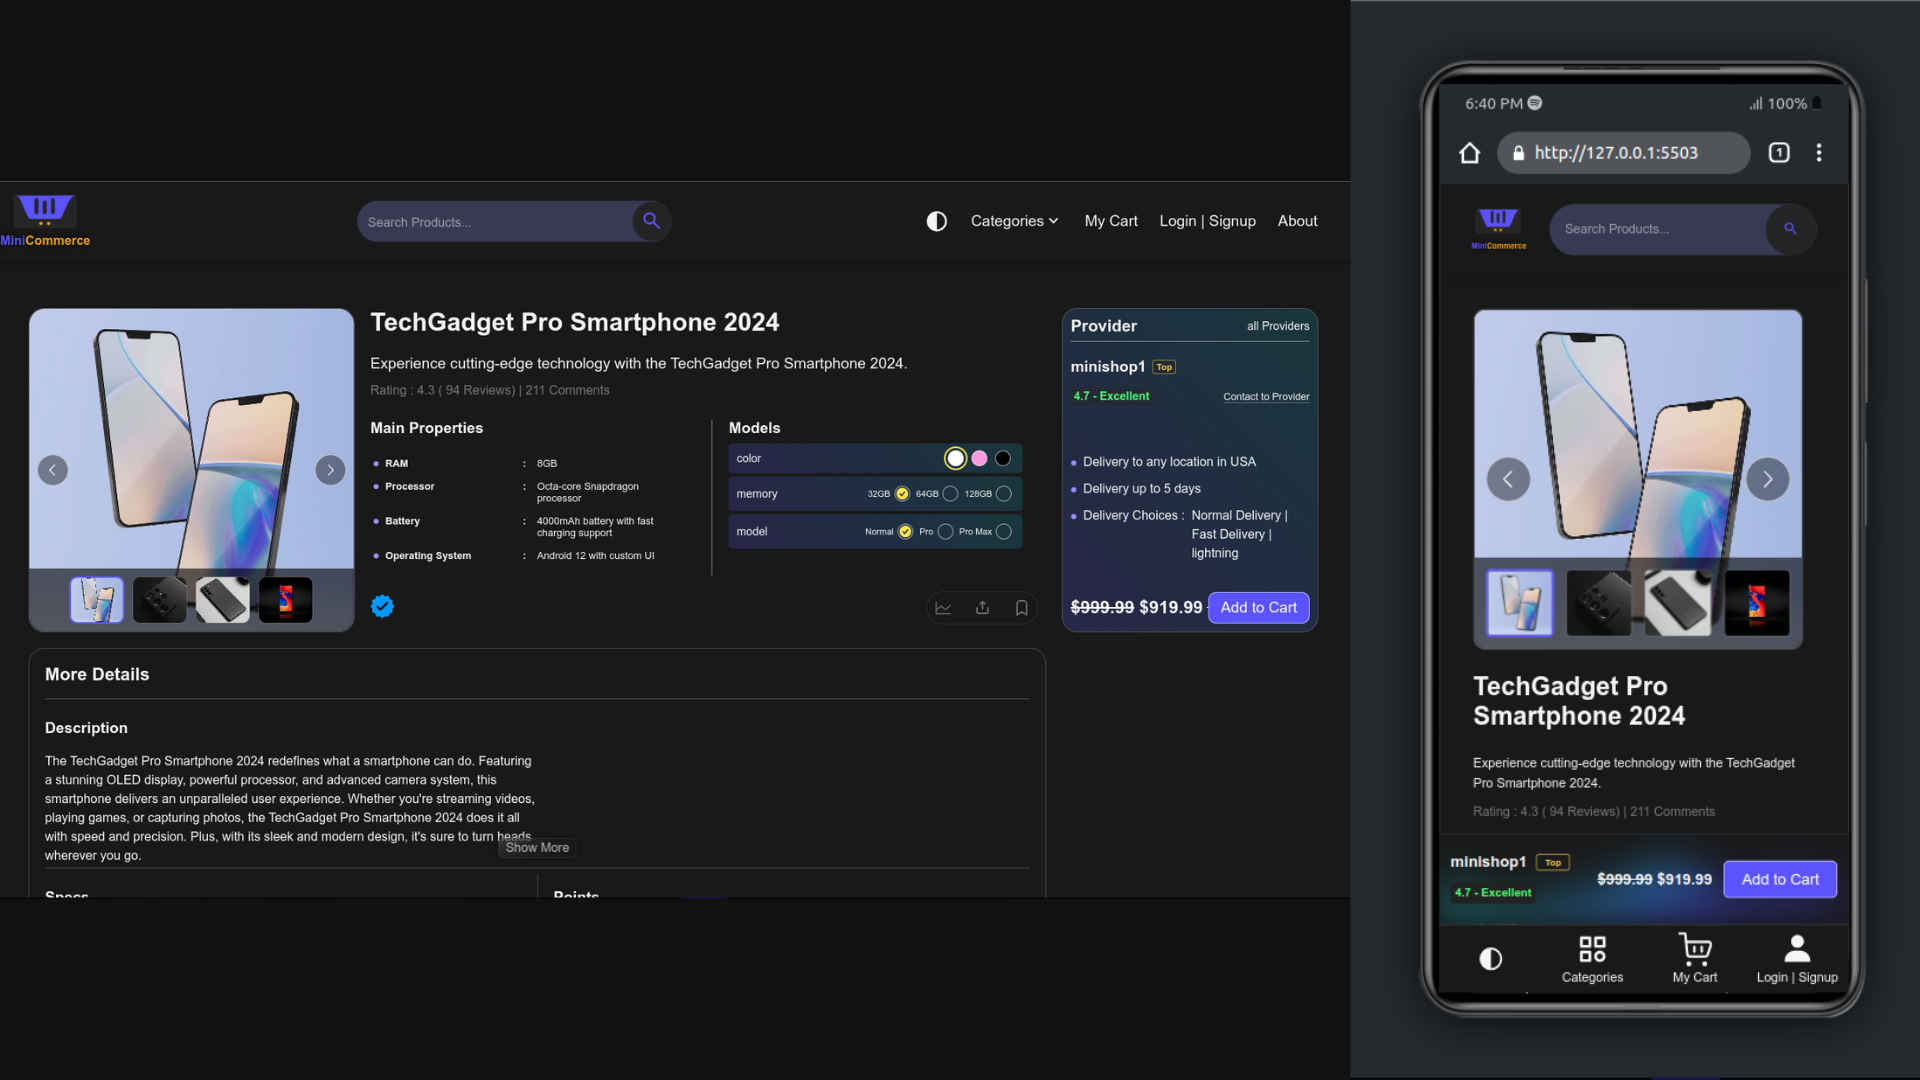 MiniCommerce
Search Products...
Categories
My Cart
Login | Signup
About
TechGadget Pro Smartphone 2024
Experience cutting-edge technology with the TechGadget Pro Smartphone 2024.
Rating : 4.3 ( 94 Reviews) | 211 Comments
Main Properties
RAM : 8GB
Processor : Octa-core Snapdragon
processor
Battery : 4000mAh battery with fast
charging support
Operating System : Android 12 with custom UI
Models
color
memory 32GB 64GB 128GB
model Normal Pro Pro Max
Provider all Providers
minishop1 Top
4.7 - Excellent Contact to Provider
Delivery to any location in USA
Delivery up to 5 days
Delivery Choices : Normal Delivery |
Fast Delivery |
lightning
$999.99 $919.99 Add to Cart
More Details
Description
The TechGadget Pro Smartphone 2024 redefines what a smartphone can do. Featuring
a stunning OLED display, powerful processor, and advanced camera system, this
smartphone delivers an unparalleled user experience. Whether you're streaming videos,
playing games, or capturing photos, the TechGadget Pro Smartphone 2024 does it all
with speed and precision. Plus, with its sleek and modern design, it's sure to turn heads
wherever you go.
Show More
Specs
Points
6:40 PM 100%
http://127.0.0.1:5503 1
MiniCommerce
Search Products...
TechGadget Pro
Smartphone 2024
Experience cutting-edge technology with the TechGadget
Pro Smartphone 2024.
Rating : 4.3 ( 94 Reviews) | 211 Comments
minishop1 Top
4.7 - Excellent
$999.99 $919.99 Add to Cart
Categories
My Cart
Login | Signup